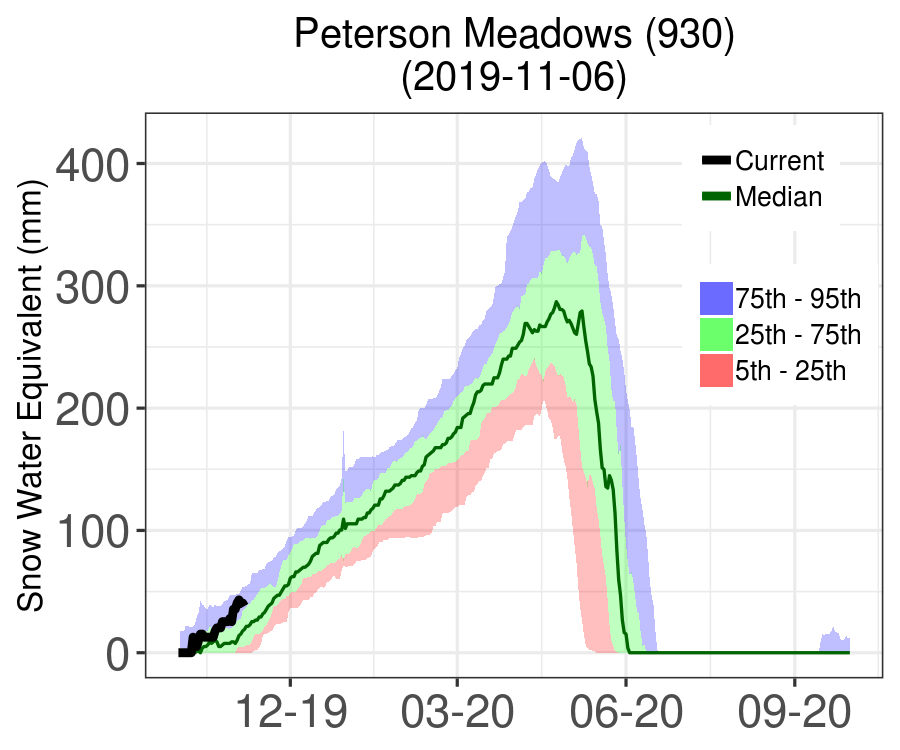 Peterson Meadows (930)
(2019-11-06)
Snow Water Equivalent (mm)
400
300
200
100
0
12-19
03-20
06-20
09-20
Current
Median
75th - 95th
25th - 75th
5th - 25th